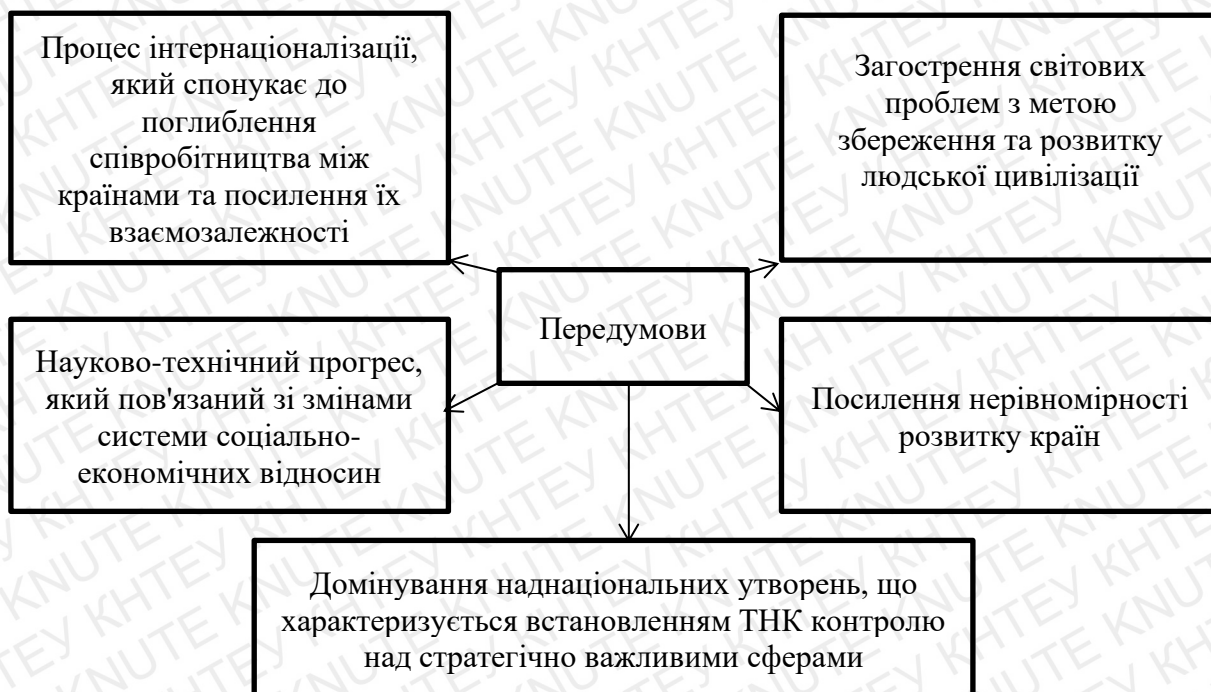 Процес інтернаціоналізації,
який спонукає до
поглиблення
співробітництва між
країнами та посилення їх
взаємозалежності
Загострення світових
проблем з метою
збереження та розвитку
людської цивілізації
Передумови
Науково-технічний прогрес,
який пов'язаний зі змінами
системи соціально-
економічних відносин
Посилення нерівномірності
розвитку країн
Домінування наднаціональних утворень, що
характеризується встановленням ТНК контролю
над стратегічно важливими сферами